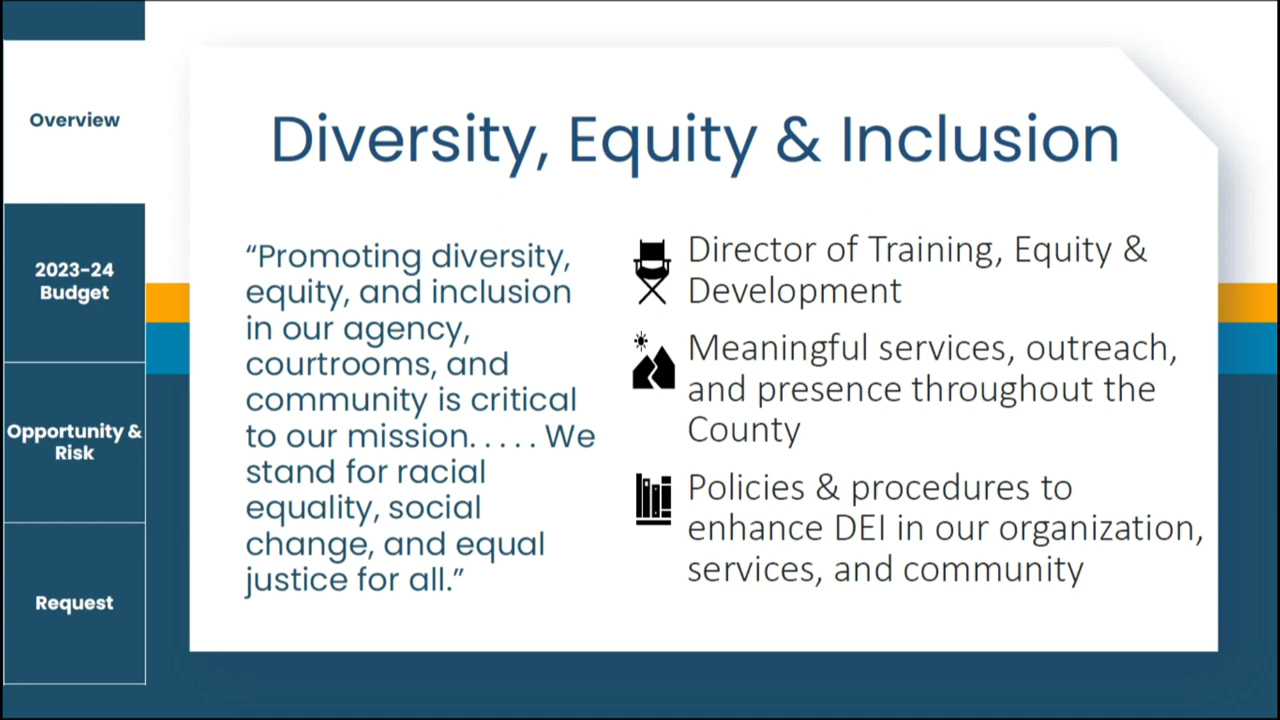 Overview
2023-24
Budget
Opportunity &
Risk
Request
Diversity, Equity & Inclusion
“Promoting diversity,
equity, and inclusion
in our agency,
courtrooms, and
community is critical
to our mission. . . . . We
stand for racial
equality, social
change, and equal
justice for all.”
Director of Training, Equity &
Development
Meaningful services, outreach,
and presence throughout the
County
Policies & procedures to
enhance DEI in our organization,
services, and community